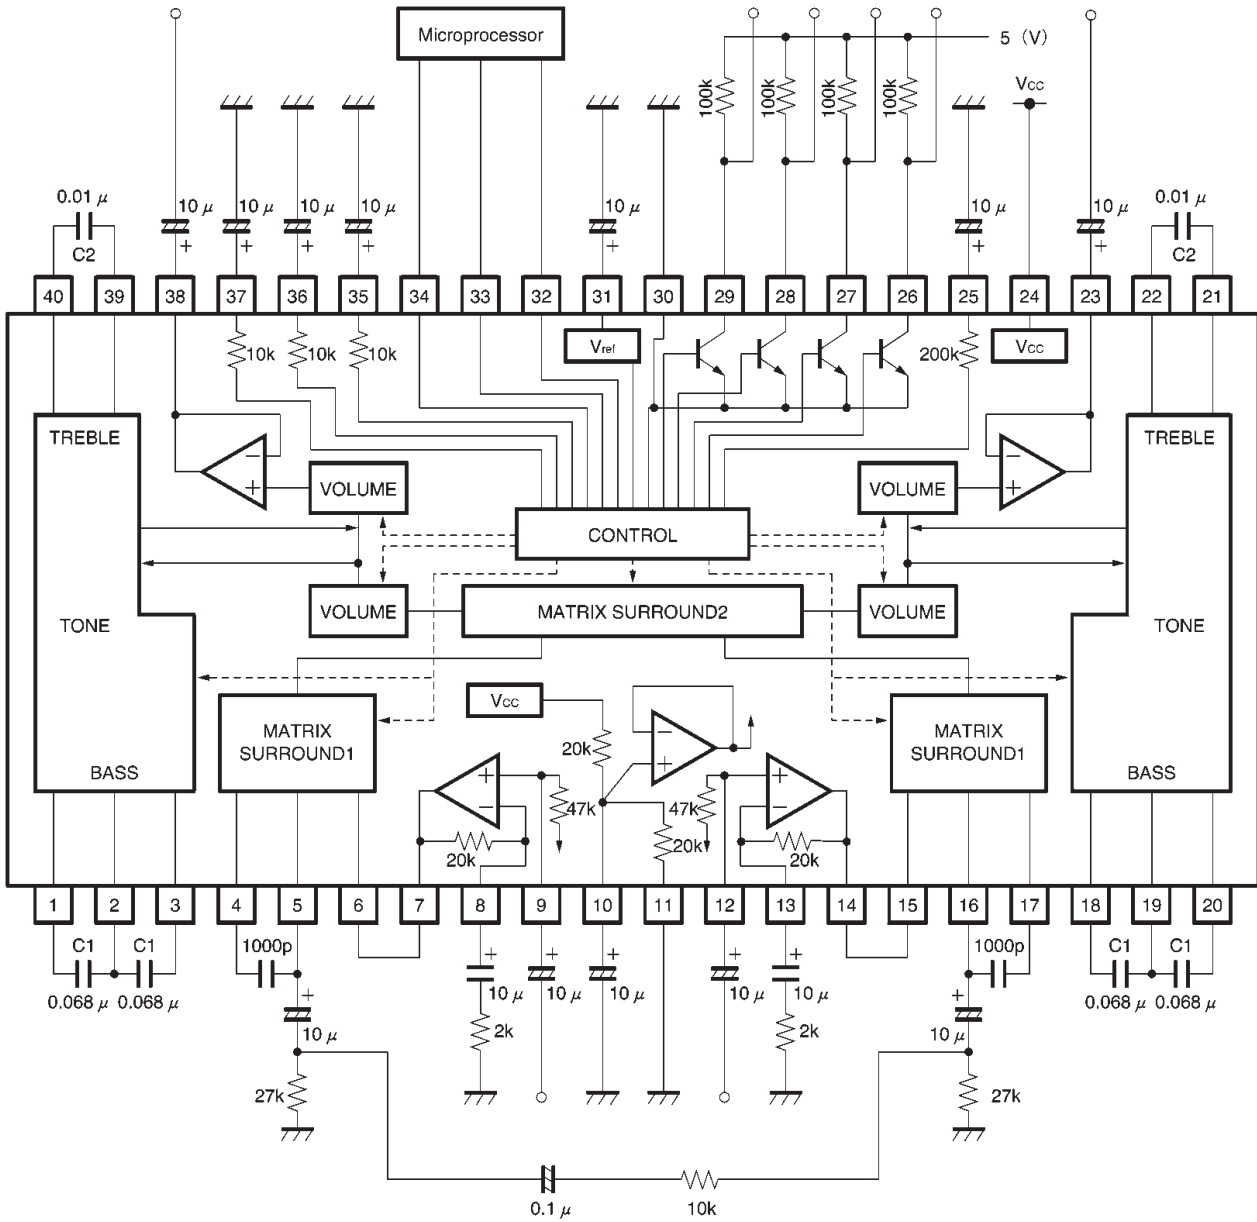 Microprocessor
5 (V)
100k 100k 100k 100k
Vcc
0.01 μ
C2
10 μ
+
10 μ
+
10 μ
+
10 μ
+
10 μ
+
10 μ
+
10 μ
+
0.01 μ
C2
40 39 38 37 36 35 34 33 32 31 30 29 28 27 26 25 24 23 22 21
10k 10k 10k
Vref
200k
Vcc
TREBLE
TREBLE
− +
− +
VOLUME
VOLUME
CONTROL
VOLUME
MATRIX SURROUND2
VOLUME
TONE
TONE
MATRIX
SURROUND1
Vcc
MATRIX
SURROUND1
20k
− +
BASS
BASS
+ −
47k
47k
+ −
20k
20k
20k
1 2 3 4 5 6 7 8 9 10 11 12 13 14 15 16 17 18 19 20
C1 C1
0.068 μ 0.068 μ
1000p
+
10 μ
+
10 μ
+
10 μ
+
10 μ
+
10 μ
+
10 μ
1000p
+
10 μ
C1 C1
0.068 μ 0.068 μ
2k
2k
27k
27k
0.1 μ
10k